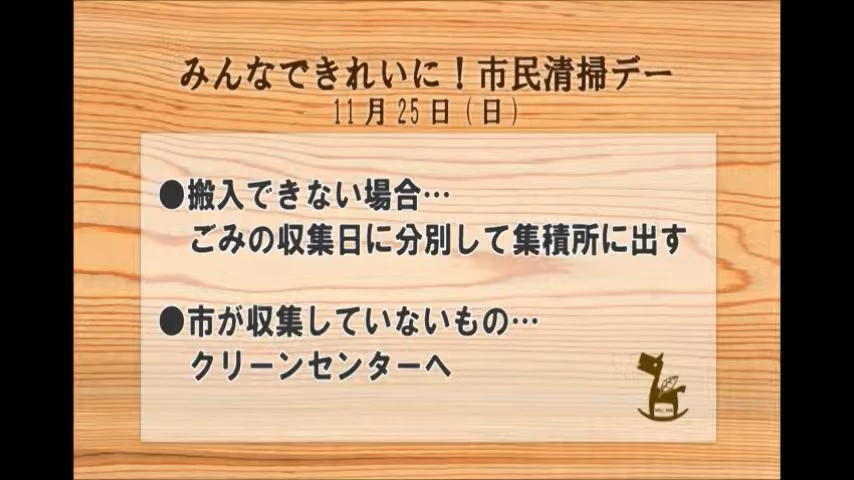 みんなできれいに！市民清掃デー
11月25日(日)
●搬入できない場合…
ごみの収集日に分別して集積所に出す
●市が収集していないもの…
クリーンセンターへ